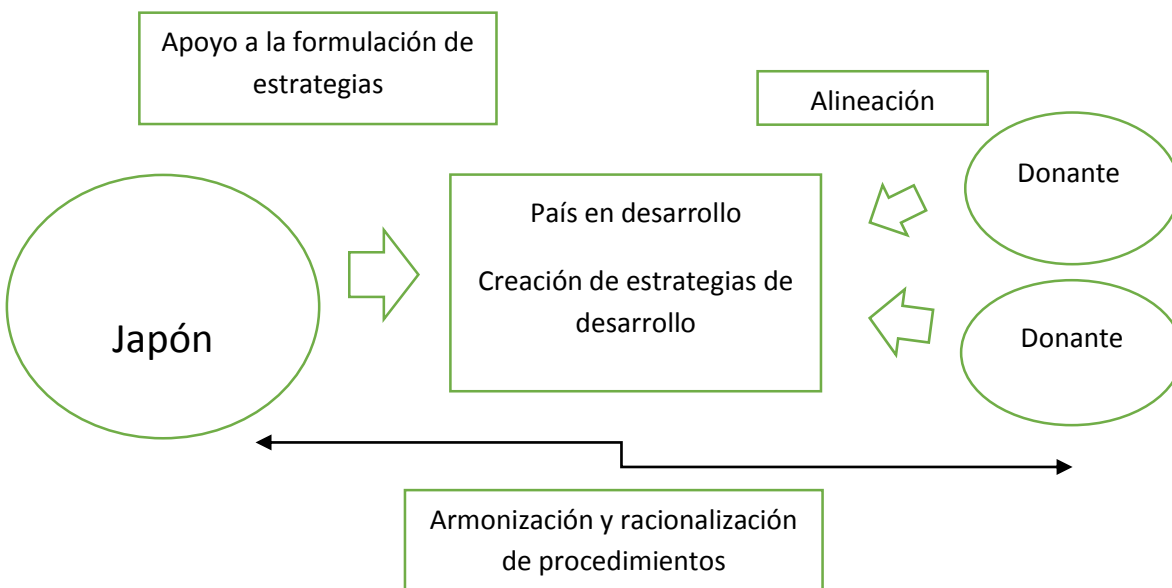 Apoyo a la formulación de
estrategias
Alineación
Donante
País en desarrollo
Creación de estrategias de
desarrollo
Japón
Donante
Armonización y racionalización
de procedimientos